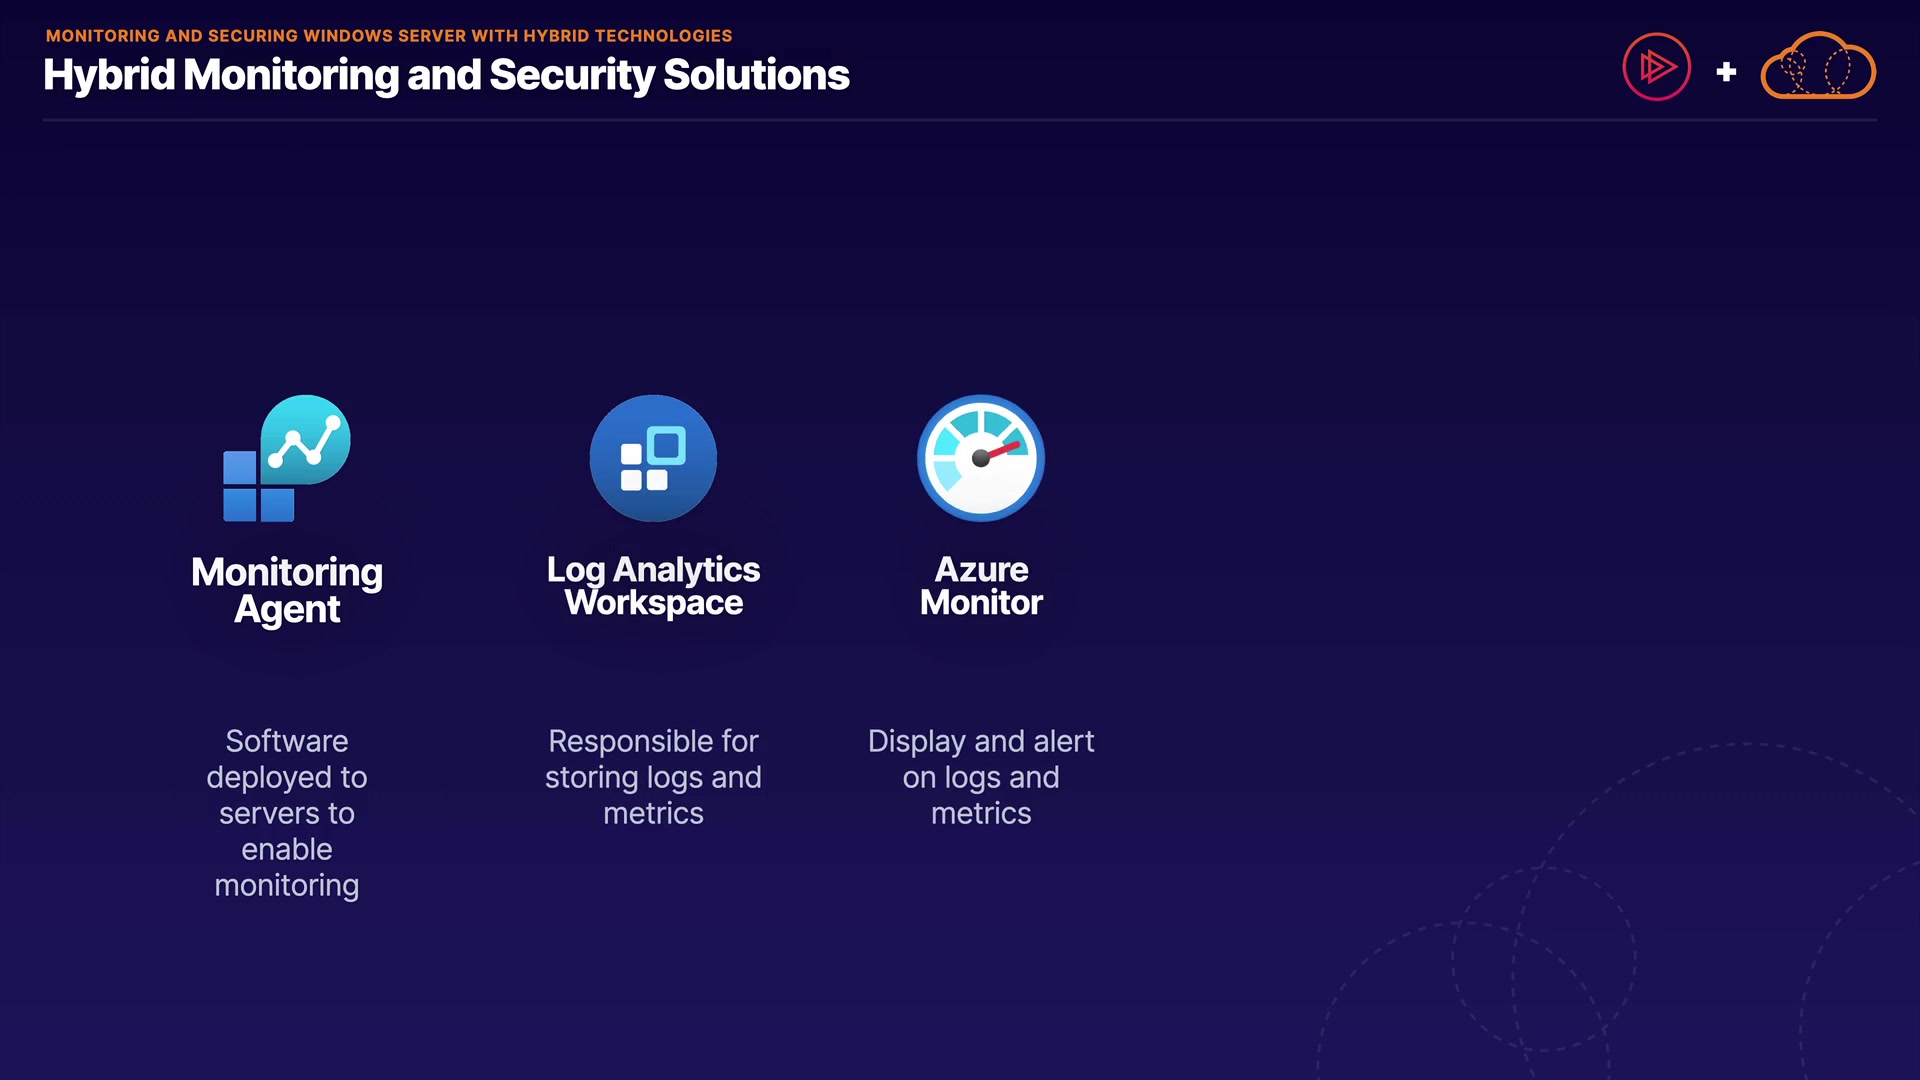 MONITORING AND SECURING WINDOWS SERVER WITH HYBRID TECHNOLOGIES
Hybrid Monitoring and Security Solutions
Monitoring
Agent
Software
deployed to
servers to
enable
monitoring
Log Analytics
Workspace
Responsible for
storing logs and
metrics
Azure
Monitor
Display and alert
on logs and
metrics